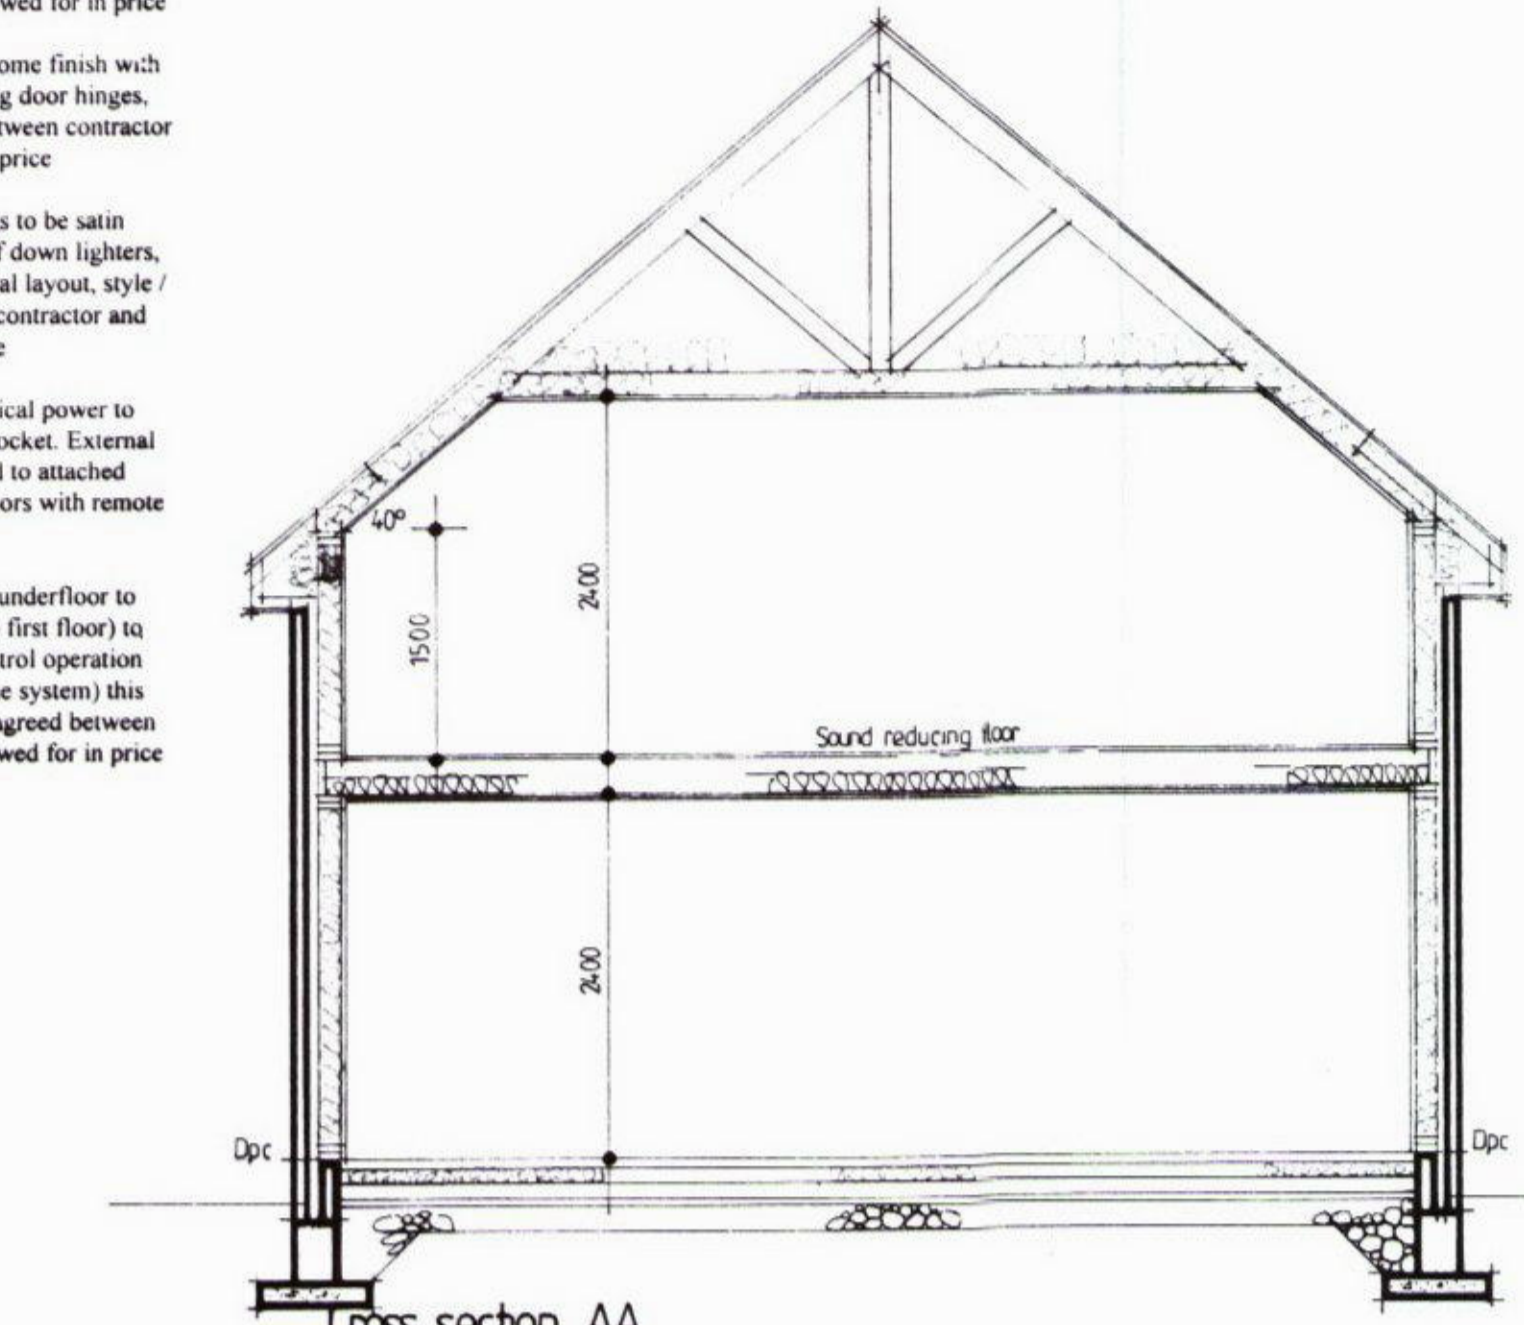 wed for in price
ome finish with
g door hinges,
tween contractor
price
s to be satin
f down lighters,
al layout, style /
contractor and
e
ical power to
ocket. External
l to attached
ors with remote
underfloor to
first floor) to
trol operation
e system) this
agreed between
wed for in price
40°
1500
2400
Sound reducing floor
2400
Dpc
Dpc
Cross section AA